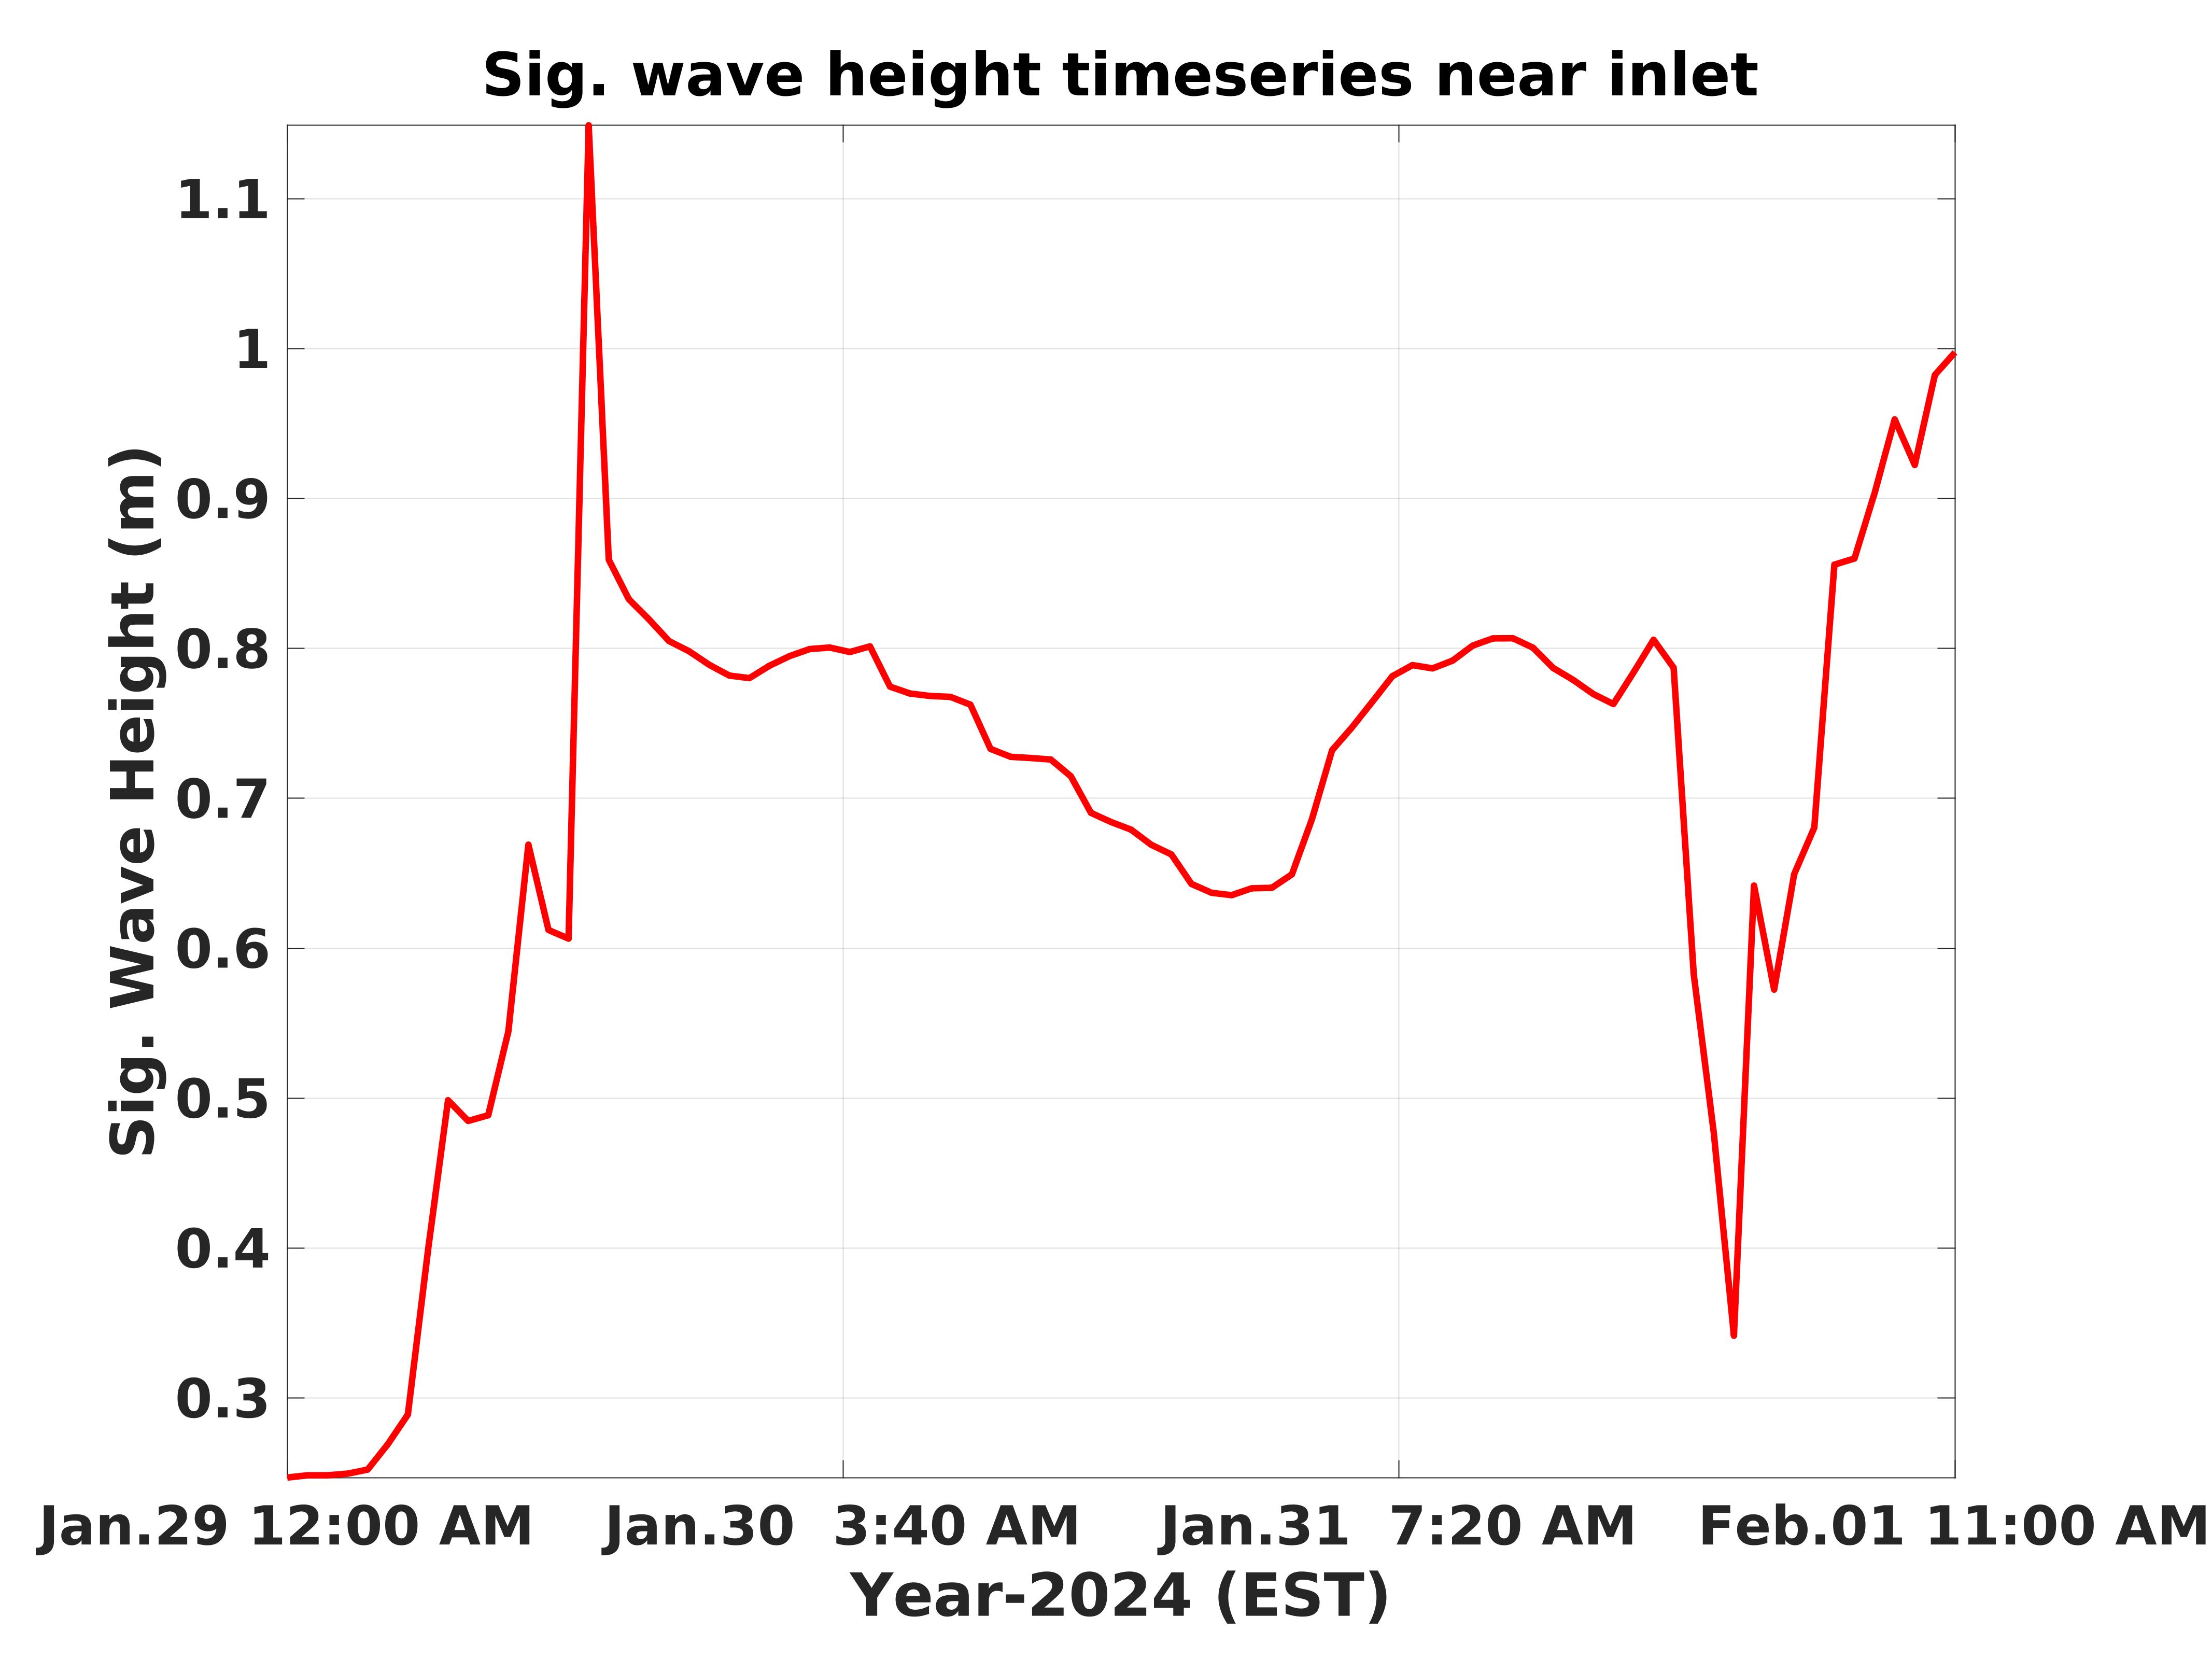 Sig. wave height timeseries near inlet
Sig. Wave Height (m)
1.1
1
0.9
0.8
0.7
0.6
0.5
0.4
0.3
Jan.29 12:00 AM Jan.30 3:40 AM Jan.31 7:20 AM Feb.01 11:00 AM
Year-2024 (EST)